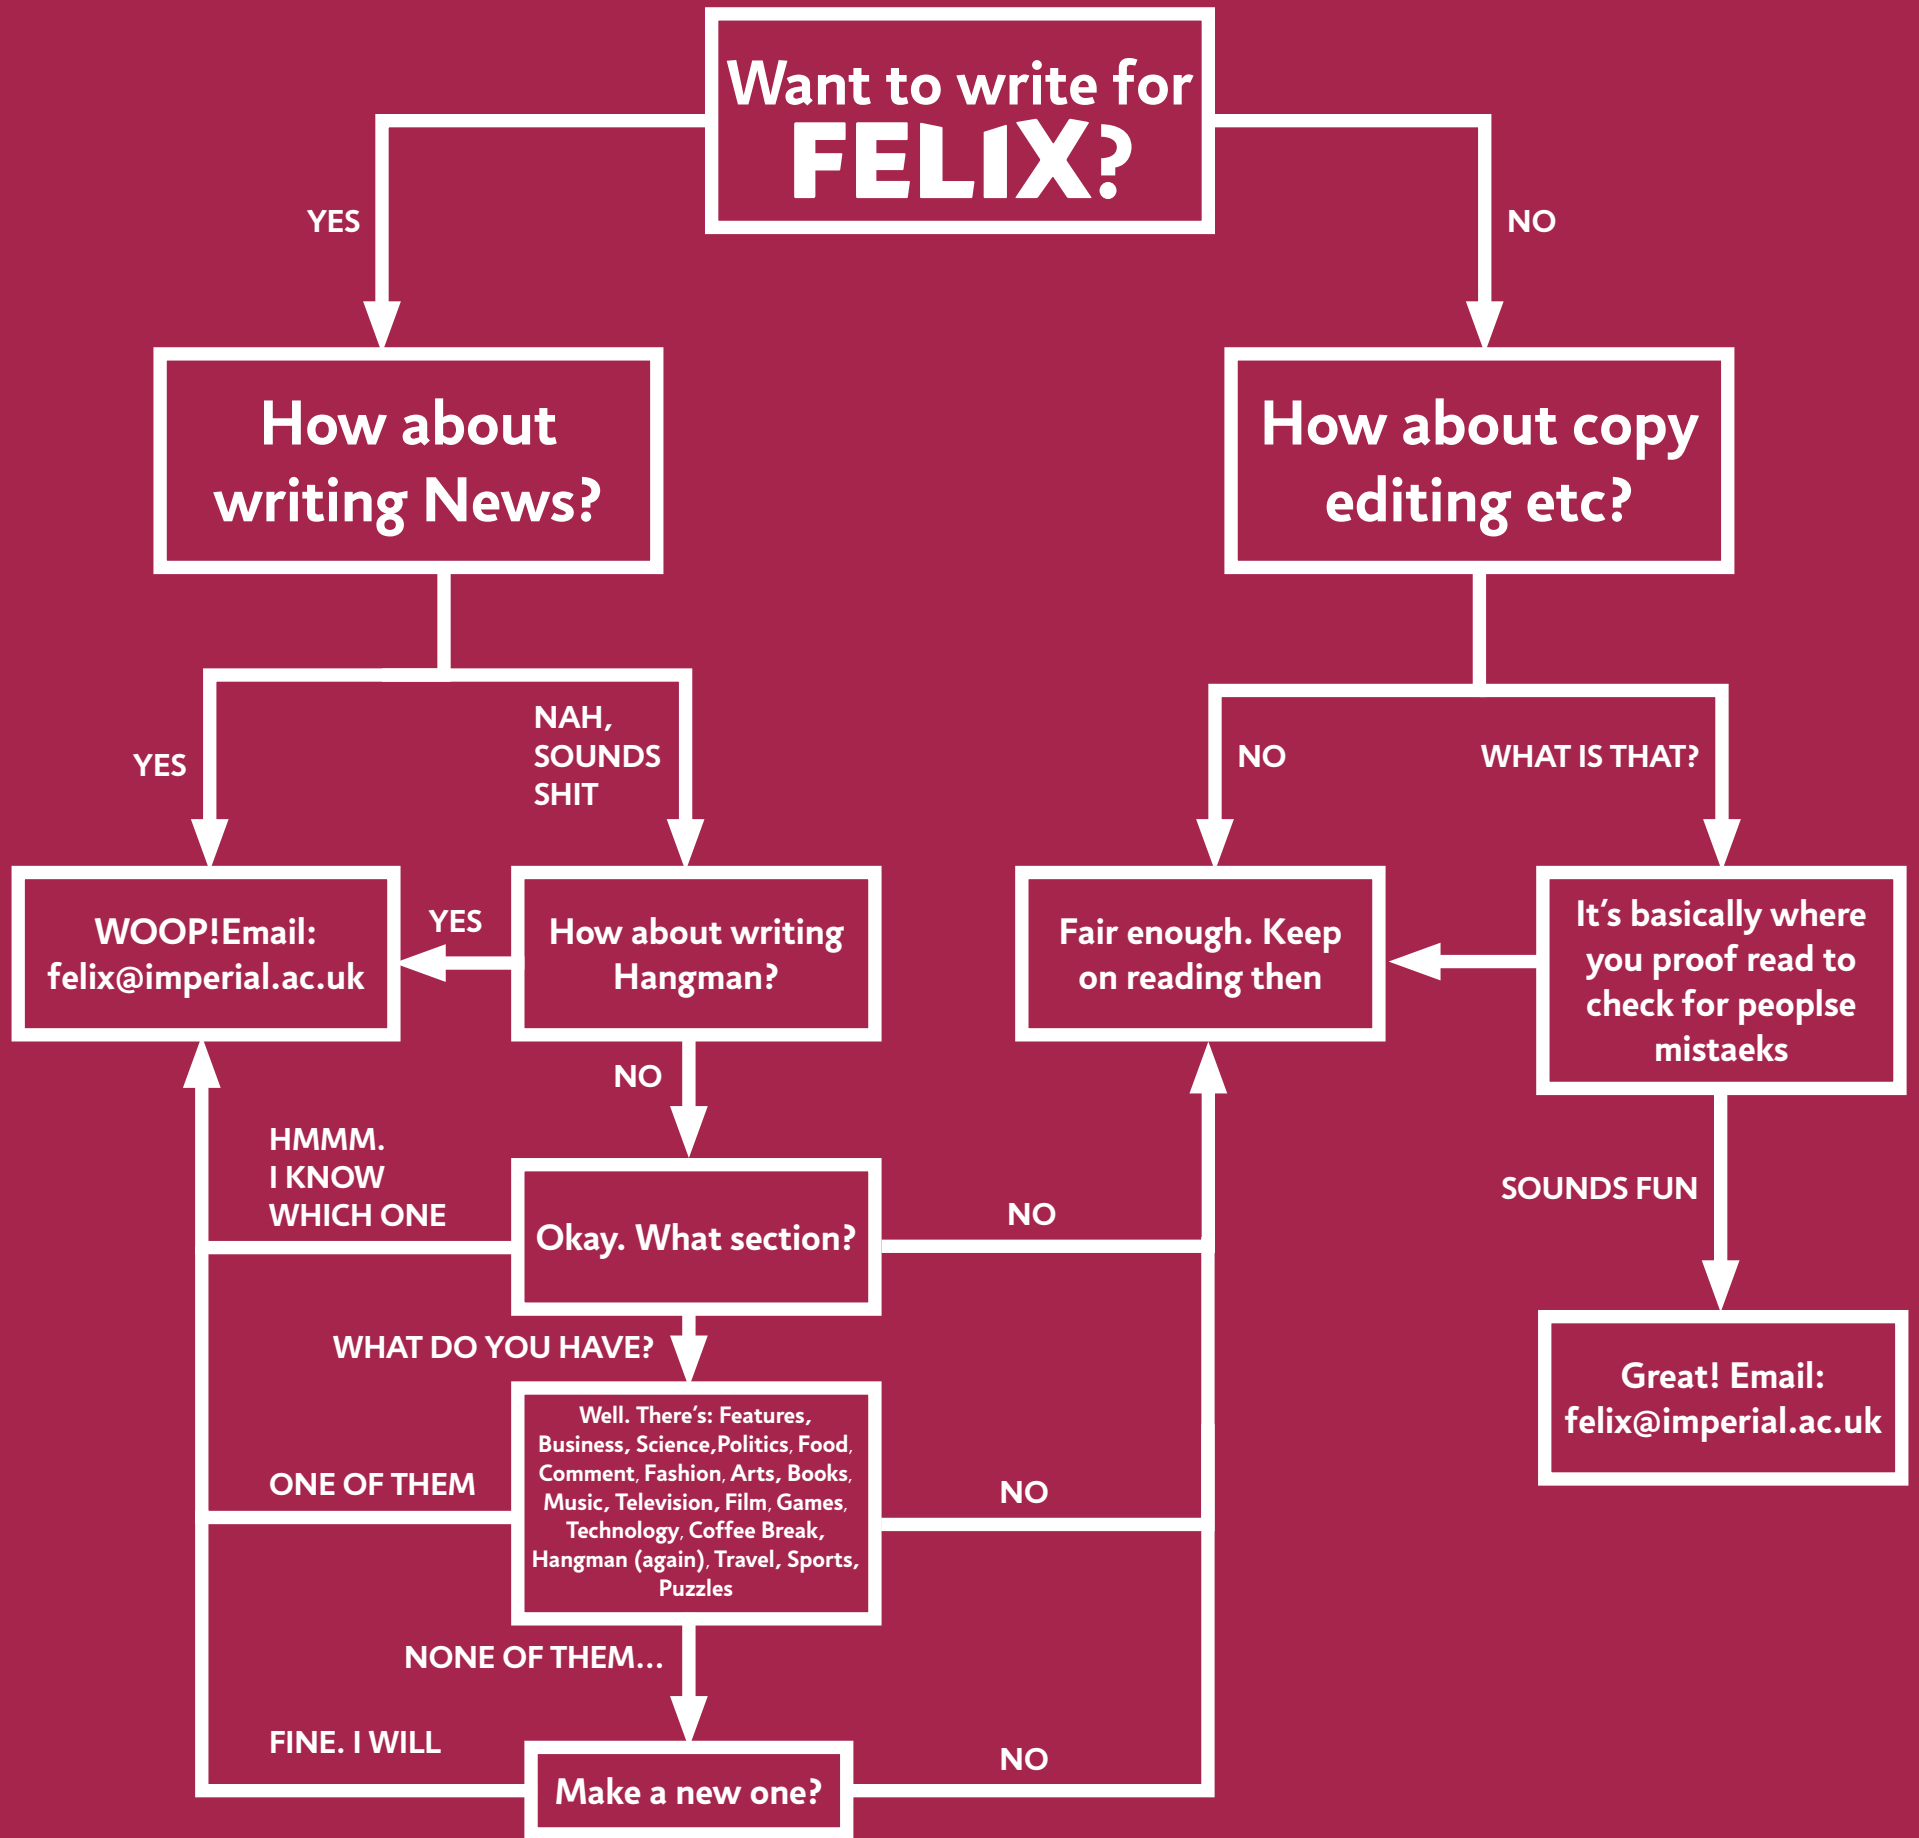 Want to write for
FELIX?
YES
NO
How about
writing News?
How about copy
editing etc?
YES
NAH,
SOUNDS
SHIT
NO
WHAT IS THAT?
WOOP!Email:
felix@imperial.ac.uk
YES
How about writing
Hangman?
Fair enough. Keep
on reading then
It's basically where
you proof read to
check for peoplse
mistaeks
NO
HMMM.
I KNOW
WHICH ONE
Okay. What section?
NO
SOUNDS FUN
WHAT DO YOU HAVE?
Great! Email:
felix@imperial.ac.uk
Well. There's: Features,
Business, Science,Politics, Food,
Comment, Fashion, Arts, Books,
Music, Television, Film, Games,
Technology, Coffee Break,
Hangman (again), Travel, Sports,
Puzzles
ONE OF THEM
NO
NONE OF THEM...
FINE. I WILL
Make a new one?
NO